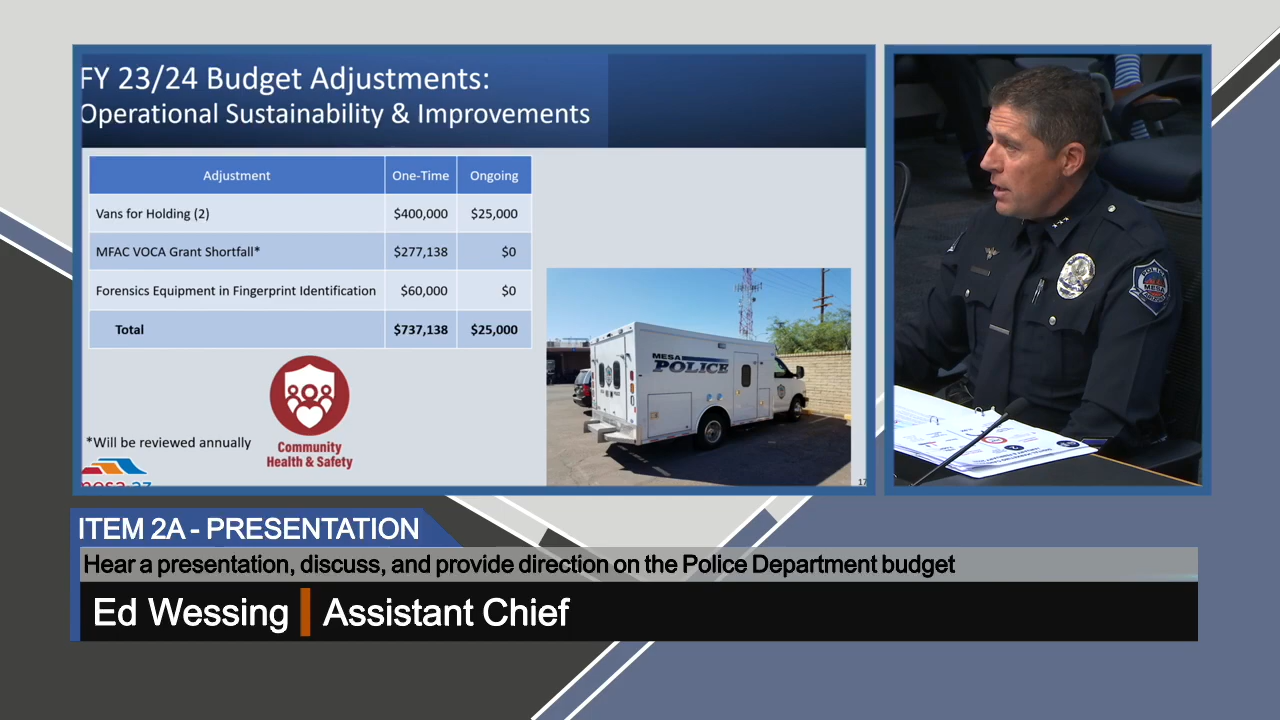 FY 23/24 Budget Adjustments:
Operational Sustainability & Improvements
Adjustment One-Time Ongoing
Vans for Holding (2) $400,000 $25,000
MFAC VOCA Grant Shortfall* $277,138 $0
Forensics Equipment in Fingerprint Identification $60,000 $0
Total $737,138 $25,000
Community
Health & Safety
*Will be reviewed annually
MESA
POLICE
17
POLICE
MESA
ARIZONA
ITEM 2A - PRESENTATION
Hear a presentation, discuss, and provide direction on the Police Department budget
Ed Wessing Assistant Chief